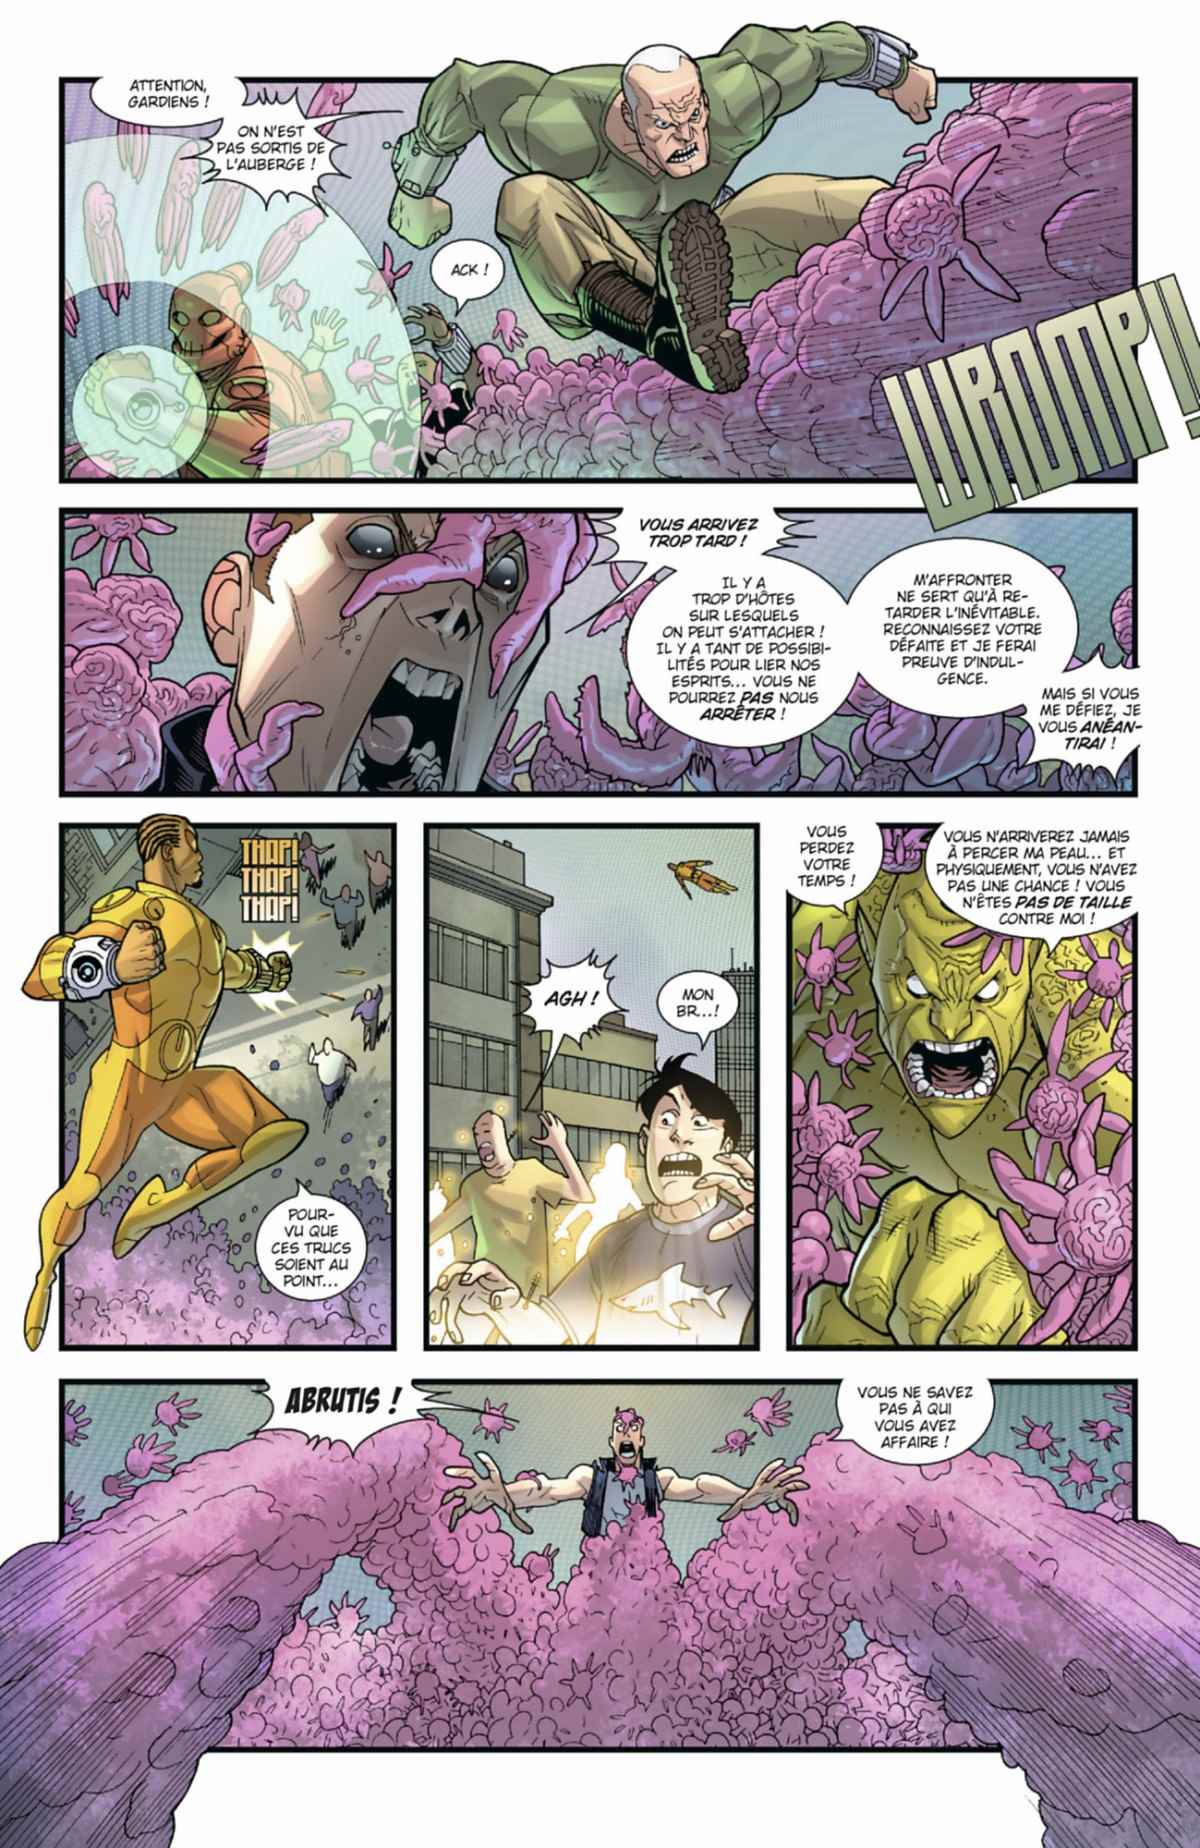 ATTENTION,
GARDIENS !
ON N'EST
PAS SORTIS DE
L'AUBERGE !
ACK !
WROMP!!
VOUS ARRIVEZ
TROP TARD !
IL Y A
TROP D'HÔTES
SUR LESQUELS
ON PEUT S'ATTACHER !
IL Y A TANT DE POSSIBI-
LITÉS POUR LIER NOS
ESPRITS... VOUS NE
POURREZ PAS NOUS
ARRÊTER !
M'AFFRONTER
NE SERT QU'À RE-
TARDER L'INÉVITABLE.
RECONNAISSEZ VOTRE
DÉFAITE ET JE FERAI
PREUVE D'INDUL-
GENCE.
MAIS SI VOUS
ME DÉFIEZ, JE
VOUS ANÉAN-
TIRAI !
THAP!
THAP!
THAP!
POUR-
VU QUE
CES TRUCS
SOIENT AU
POINT...
AGH !
MON
BR...!
VOUS
PERDEZ
VOTRE
TEMPS !
VOUS N'ARRIVEREZ JAMAIS
À PERCER MA PEAU... ET
PHYSIQUEMENT, VOUS N'AVEZ
PAS UNE CHANCE ! VOUS
N'ÊTES PAS DE TAILLE
CONTRE MOI !
ABRUTIS !
VOUS NE SAVEZ
PAS À QUI
VOUS AVEZ
AFFAIRE !